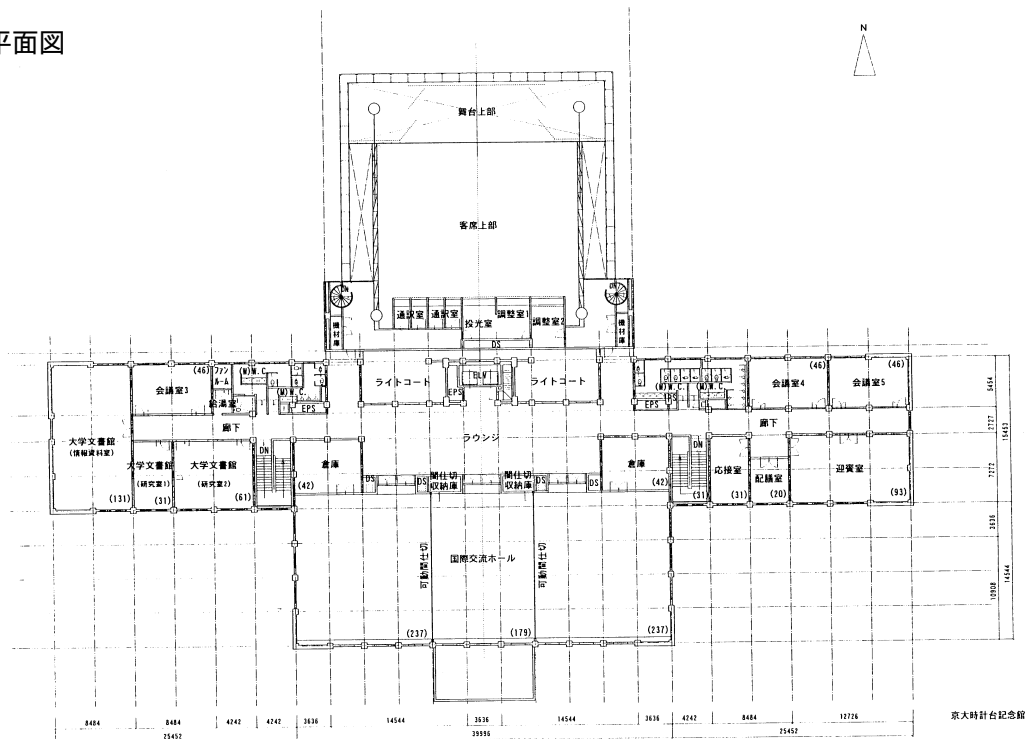 平面図
N
舞台上部
客席上部
DN
DN
機材庫
通訳室
通訳室
投光室
調整室1
調整室2
機材庫
DS
(46)
会議室3
ファンル-ム
(M)W.C.
給湯室
(W)W.C.
EPS
ライトコート
EPS
ELV
ライトコート
(W)W.C.
(M)W.C.
EPS
(46)
会議室4
(46)
会議室5
廊下
ラウンジ
廊下
大学文書館
(情報資料室)
(131)
大学文書館
(研究室1)
(31)
大学文書館
(研究室2)
(61)
DN
倉庫
(42)
DS
DS
間仕切
収納庫
間仕切
収納庫
DS
DS
倉庫
(42)
DN
(31)
応接室
(31)
配議室
(20)
迎賓室
(93)
可動間仕切
国際交流ホール
可動間仕切
(237)
(179)
(237)
5454
2727
7272
15453
3636
10908
14544
8484
8484
4242
4242
3636
14544
3636
14544
3636
4242
8484
12726
25452
39996
25452
京大時計台記念館